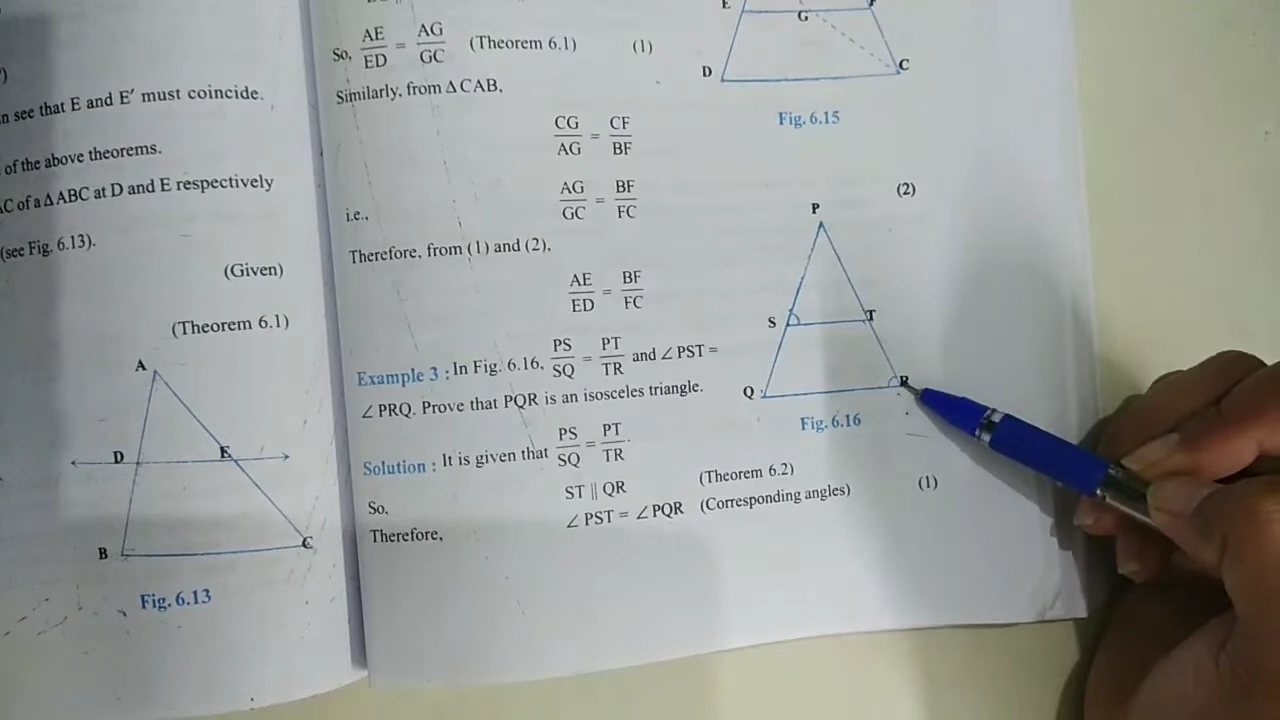 )
n see that E and E′ must coincide.
of the above theorems.
AC of a Δ ABC at D and E respectively
(see Fig. 6.13).
(Given)
(Theorem 6.1)
A
D
E
B
C
Fig. 6.13
So, AE/ED = AG/GC (Theorem 6.1) (1)
Similarly, from Δ CAB,
CG/AG = CF/BF
i.e., AG/GC = BF/FC (2)
Therefore, from (1) and (2),
AE/ED = BF/FC
Example 3 : In Fig. 6.16, PS/SQ = PT/TR and ∠ PST =
∠ PRQ. Prove that PQR is an isosceles triangle.
Solution : It is given that PS/SQ = PT/TR.
So, ST || QR (Theorem 6.2)
Therefore, ∠ PST = ∠ PQR (Corresponding angles) (1)
E
G
D
C
Fig. 6.15
P
S
T
Q
R
Fig. 6.16